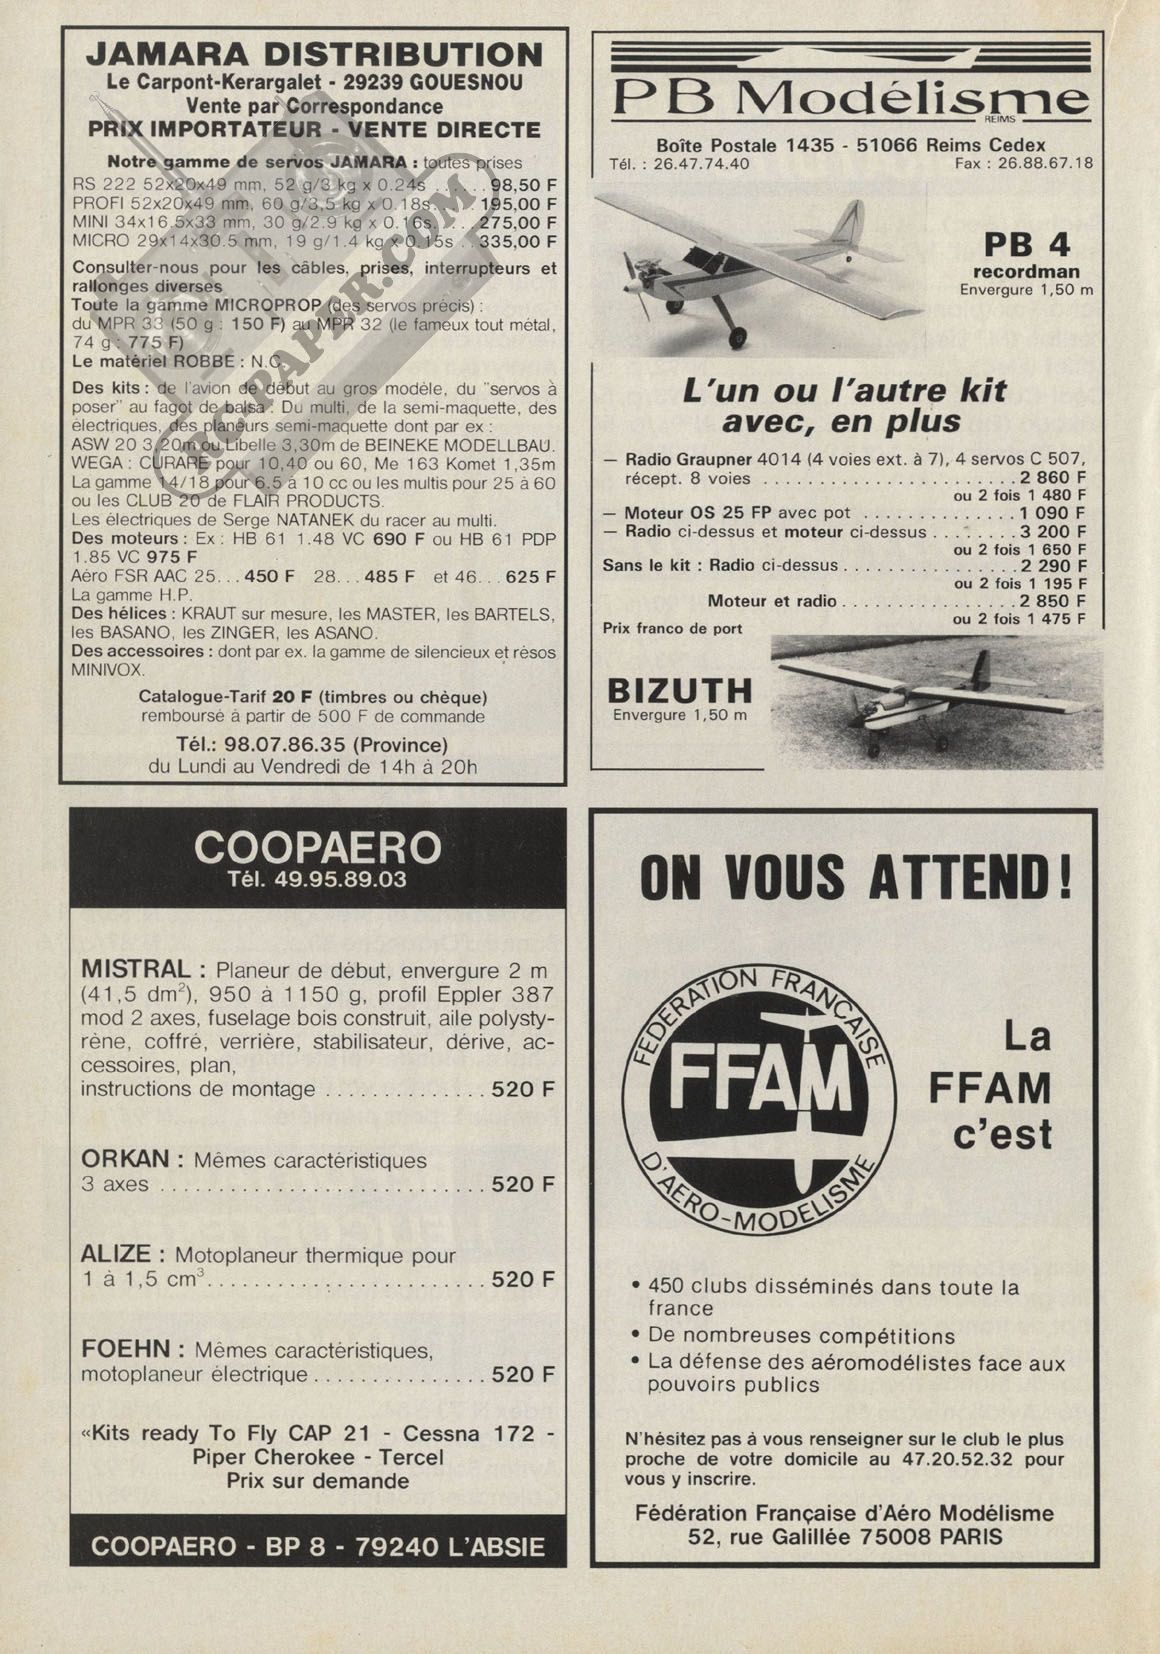 JAMARA DISTRIBUTION
Le Carpont-Kerargalet - 29239 GOUESNOU
Vente par Correspondance
PRIX IMPORTATEUR - VENTE DIRECTE
Notre gamme de servos JAMARA : toutes prises
RS 222 52x20x49 mm, 52 g/3 kg x 0.24s ...... 98,50 F
PROFI 52x20x49 mm, 60 g/3,5 kg x 0.18s..... 195,00 F
MINI 34x16.5x33 mm, 30 g/2.9 kg x 0.16s..... 275,00 F
MICRO 29x14x30.5 mm, 19 g/1.4 kg x 0.15s .. 335,00 F
Consulter-nous pour les câbles, prises, interrupteurs et
rallonges diverses
Toute la gamme MICROPROP (des servos précis) :
du MPR 33 (50 g : 150 F) au MPR 32 (le fameux tout métal,
74 g : 775 F)
Le matériel ROBBE : N.C.
Des kits : de l'avion de début au gros modèle, du "servos à
poser" au fagot de balsa : Du multi, de la semi-maquette, des
électriques, des planeurs semi-maquette dont par ex :
ASW 20 3,20m ou Libelle 3,30m de BEINEKE MODELLBAU.
WEGA : CURARE pour 10,40 ou 60, Me 163 Komet 1,35m
La gamme 14/18 pour 6.5 à 10 cc ou les multis pour 25 à 60
ou les CLUB 20 de FLAIR PRODUCTS.
Les électriques de Serge NATANEK du racer au multi.
Des moteurs : Ex : HB 61 1.48 VC 690 F ou HB 61 PDP
1.85 VC 975 F
Aéro FSR AAC 25... 450 F 28... 485 F et 46... 625 F
La gamme H.P.
Des hélices : KRAUT sur mesure, les MASTER, les BARTELS,
les BASANO, les ZINGER, les ASANO.
Des accessoires : dont par ex. la gamme de silencieux et résos
MINIVOX.
Catalogue-Tarif 20 F (timbres ou chèque)
remboursé à partir de 500 F de commande
Tél.: 98.07.86.35 (Province)
du Lundi au Vendredi de 14h à 20h
RC-PAPER.COM
PB Modélisme
REIMS
Boîte Postale 1435 - 51066 Reims Cedex
Tél. : 26.47.74.40 Fax : 26.88.67.18
PB 4
recordman
Envergure 1,50 m
L'un ou l'autre kit
avec, en plus
— Radio Graupner 4014 (4 voies ext. à 7), 4 servos C 507,
récept. 8 voies ......................... 2 860 F
ou 2 fois 1 480 F
— Moteur OS 25 FP avec pot ............... 1 090 F
— Radio ci-dessus et moteur ci-dessus ........ 3 200 F
ou 2 fois 1 650 F
Sans le kit : Radio ci-dessus ................. 2 290 F
ou 2 fois 1 195 F
Moteur et radio ................. 2 850 F
ou 2 fois 1 475 F
Prix franco de port
BIZUTH
Envergure 1,50 m
COOPAERO
Tél. 49.95.89.03
MISTRAL : Planeur de début, envergure 2 m
(41,5 dm²), 950 à 1150 g, profil Eppler 387
mod 2 axes, fuselage bois construit, aile polysty-
rène, coffré, verrière, stabilisateur, dérive, ac-
cessoires, plan,
instructions de montage .............. 520 F
ORKAN : Mêmes caractéristiques
3 axes ............................ 520 F
ALIZE : Motoplaneur thermique pour
1 à 1,5 cm³........................ 520 F
FOEHN : Mêmes caractéristiques,
motoplaneur électrique ............... 520 F
«Kits ready To Fly CAP 21 - Cessna 172 -
Piper Cherokee - Tercel
Prix sur demande
COOPAERO - BP 8 - 79240 L'ABSIE
ON VOUS ATTEND !
FEDERATION FRANÇAISE
FFAM
D'AERO-MODELISME
La
FFAM
c'est
• 450 clubs disséminés dans toute la
france
• De nombreuses compétitions
• La défense des aéromodélistes face aux
pouvoirs publics
N'hésitez pas à vous renseigner sur le club le plus
proche de votre domicile au 47.20.52.32 pour
vous y inscrire.
Fédération Française d'Aéro Modélisme
52, rue Galillée 75008 PARIS